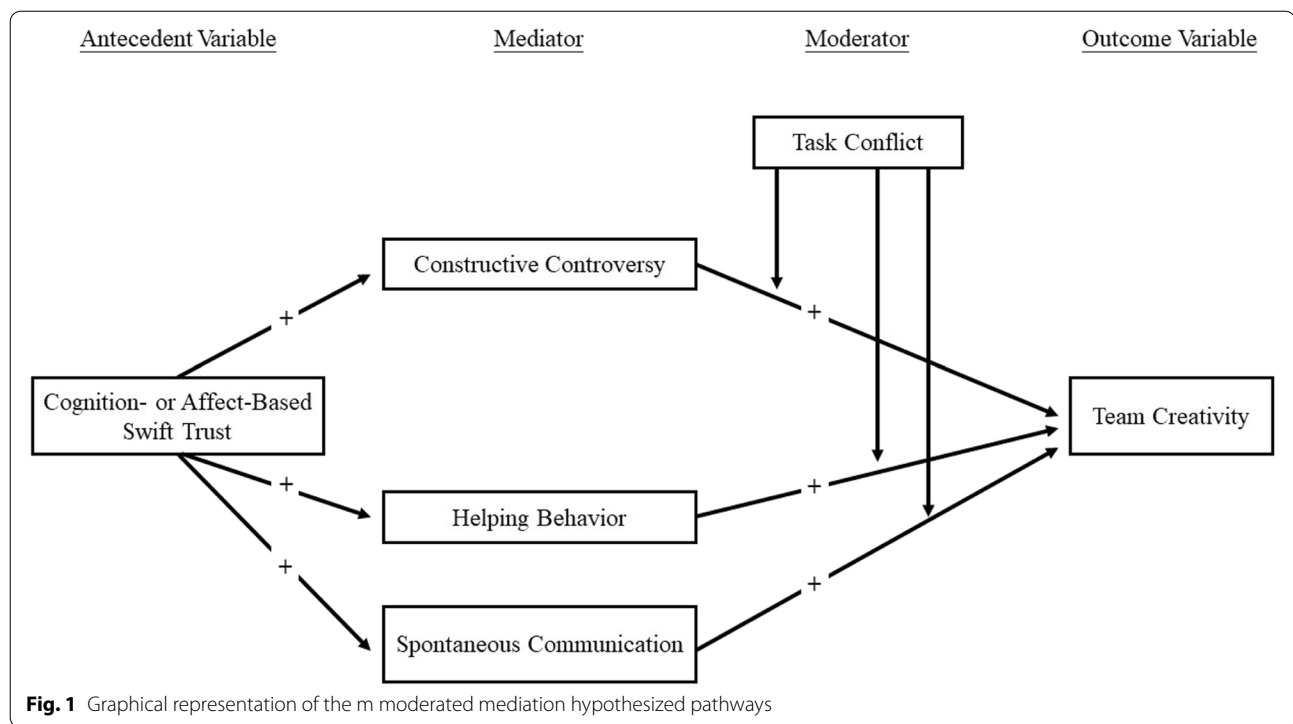 Antecedent Variable
Mediator
Moderator
Outcome Variable
Task Conflict
Constructive Controversy
+
+
Cognition- or Affect-Based
Swift Trust
Team Creativity
+
+
Helping Behavior
+
+
Spontaneous Communication
Fig. 1 Graphical representation of the m moderated mediation hypothesized pathways